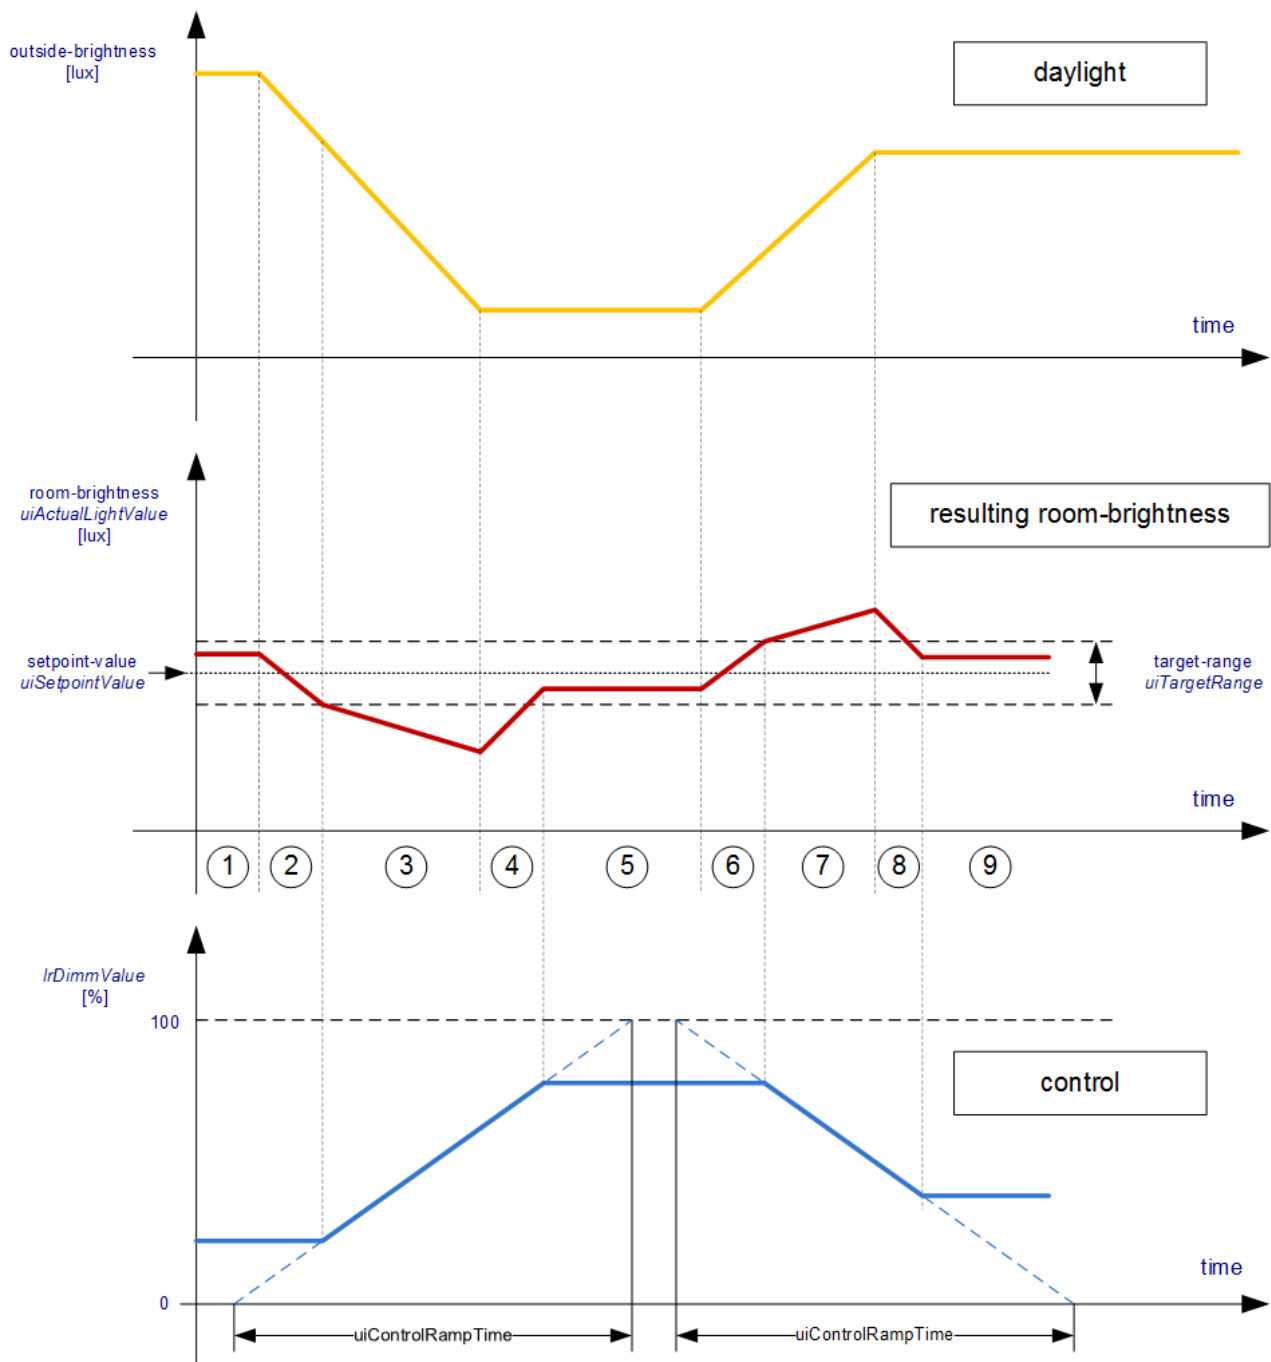 outside-brightness
[lux]
daylight
time
room-brightness
uiActualLightValue
[lux]
resulting room-brightness
setpoint-value
uiSetpointValue
target-range
uiTargetRange
time
1 2 3 4 5 6 7 8 9
lrDimmValue
[%]
100
control
time
0
uiControlRampTime uiControlRampTime